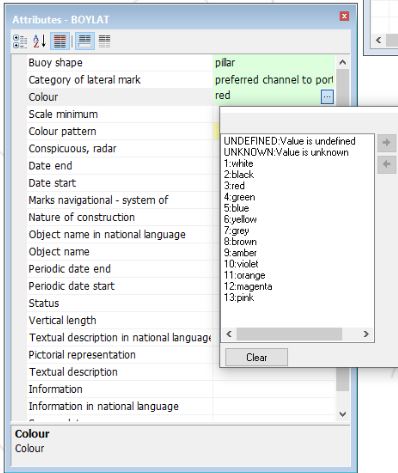 Attributes - BOYLAT
Buoy shape pillar
Category of lateral mark preferred channel to port
Colour red ...
Scale minimum
Colour pattern
Conspicuous, radar
Date end
Date start
Marks navigational - system of
Nature of construction
Object name in national language
Object name
Periodic date end
Periodic date start
Status
Vertical length
Textual description in national language
Pictorial representation
Textual description
Information
Information in national language
UNDEFINED:Value is undefined
UNKNOWN:Value is unknown
1:white
2:black
3:red
4:green
5:blue
6:yellow
7:grey
8:brown
9:amber
10:violet
11:orange
12:magenta
13:pink
Clear
Colour
Colour